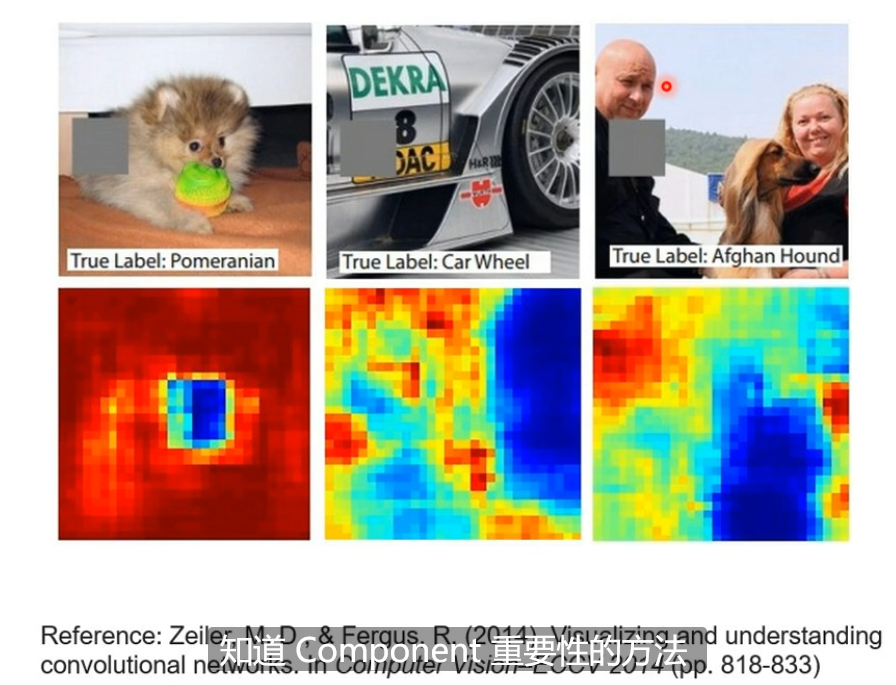 DEKRA
8
DAC
H&R
True Label: Pomeranian
True Label: Car Wheel
True Label: Afghan Hound
Reference: Zeiler, M. D., & Fergus, R. (2014). Visualizing and understanding
convolutional networks. In Computer Vision–ECCV 2014 (pp. 818-833)
知道 Component 重要性的方法